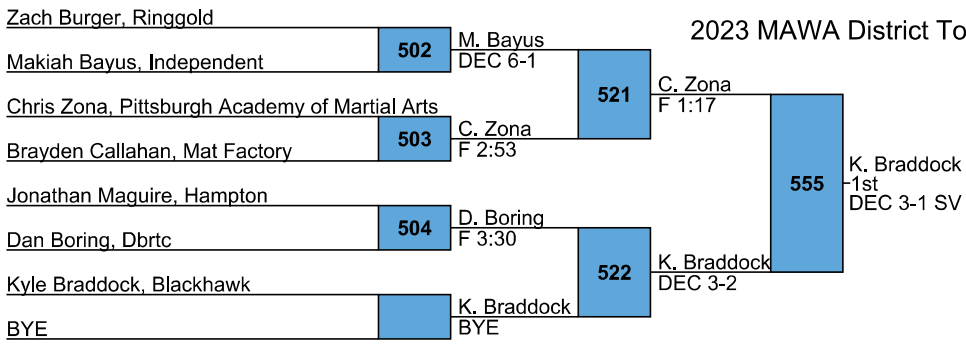 Zach Burger, Ringgold
2023 MAWA District To
502
M. Bayus
DEC 6-1
Makiah Bayus, Independent
521
C. Zona
F 1:17
Chris Zona, Pittsburgh Academy of Martial Arts
503
C. Zona
F 2:53
Brayden Callahan, Mat Factory
555
K. Braddock
1st
DEC 3-1 SV
Jonathan Maguire, Hampton
504
D. Boring
F 3:30
Dan Boring, Dbrtc
522
K. Braddock
DEC 3-2
Kyle Braddock, Blackhawk
K. Braddock
BYE
BYE